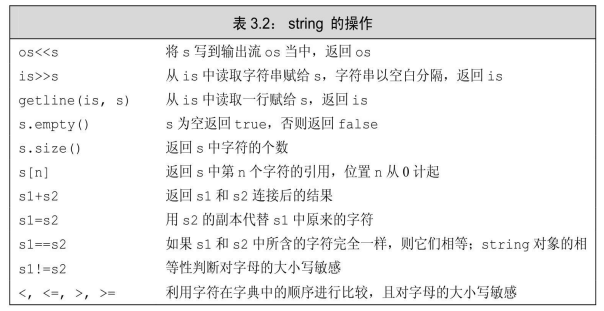 表 3.2： string 的操作
os<<s 将 s 写到输出流 os 当中，返回 os
is>>s 从 is 中读取字符串赋给 s，字符串以空白分隔，返回 is
getline(is, s) 从 is 中读取一行赋给 s，返回 is
s.empty() s 为空返回 true，否则返回 false
s.size() 返回 s 中字符的个数
s[n] 返回 s 中第 n 个字符的引用，位置 n 从 0 计起
s1+s2 返回 s1 和 s2 连接后的结果
s1=s2 用 s2 的副本代替 s1 中原来的字符
s1==s2 如果 s1 和 s2 中所含的字符完全一样，则它们相等；string 对象的相
s1!=s2 等性判断对字母的大小写敏感
<, <=, >, >= 利用字符在字典中的顺序进行比较，且对字母的大小写敏感